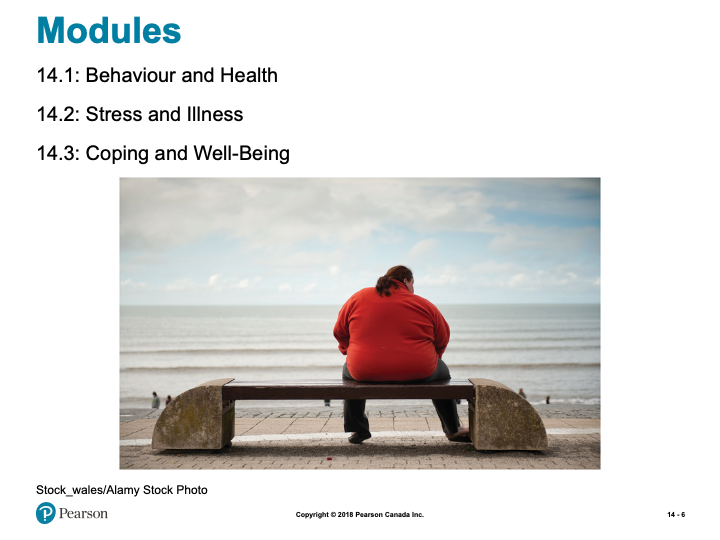 Modules
14.1: Behaviour and Health
14.2: Stress and Illness
14.3: Coping and Well-Being
Stock_wales/Alamy Stock Photo
P Pearson
Copyright © 2018 Pearson Canada Inc.
14 - 6